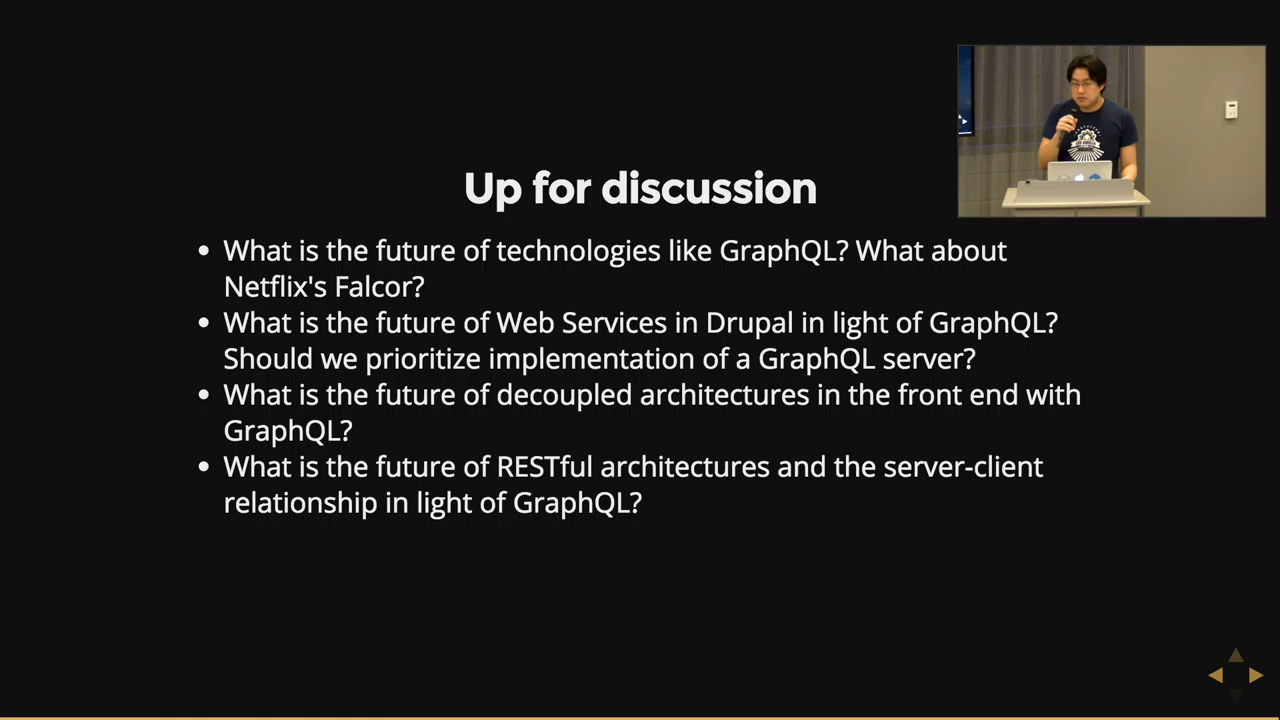 Up for discussion
• What is the future of technologies like GraphQL? What about
Netflix's Falcor?
• What is the future of Web Services in Drupal in light of GraphQL?
Should we prioritize implementation of a GraphQL server?
• What is the future of decoupled architectures in the front end with
GraphQL?
• What is the future of RESTful architectures and the server-client
relationship in light of GraphQL?